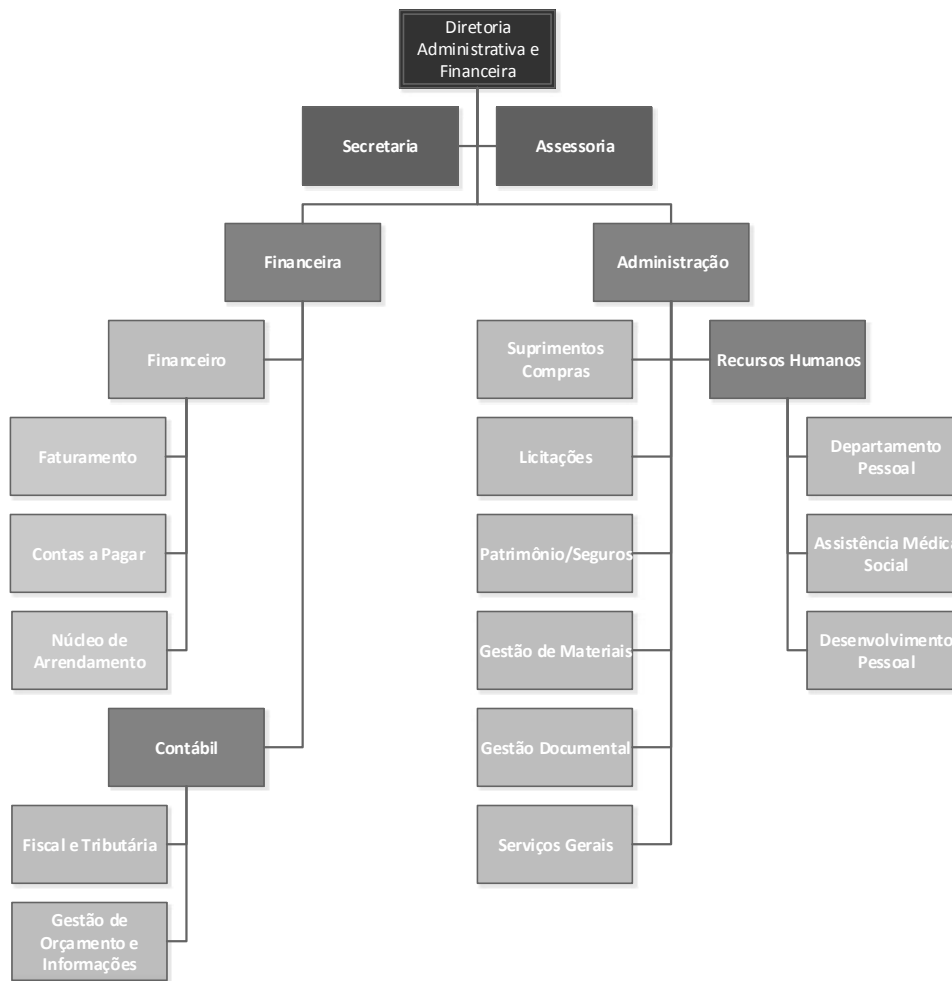 Diretoria
Administrativa e
Financeira
Secretaria
Assessoria
Financeira
Administração
Financeiro
Suprimentos
Compras
Recursos Humanos
Faturamento
Licitações
Departamento
Pessoal
Contas a Pagar
Patrimônio/Seguros
Assistência Médica
Social
Núcleo de
Arrendamento
Gestão de Materiais
Desenvolvimento
Pessoal
Contábil
Gestão Documental
Fiscal e Tributária
Serviços Gerais
Gestão de
Orçamento e
Informações